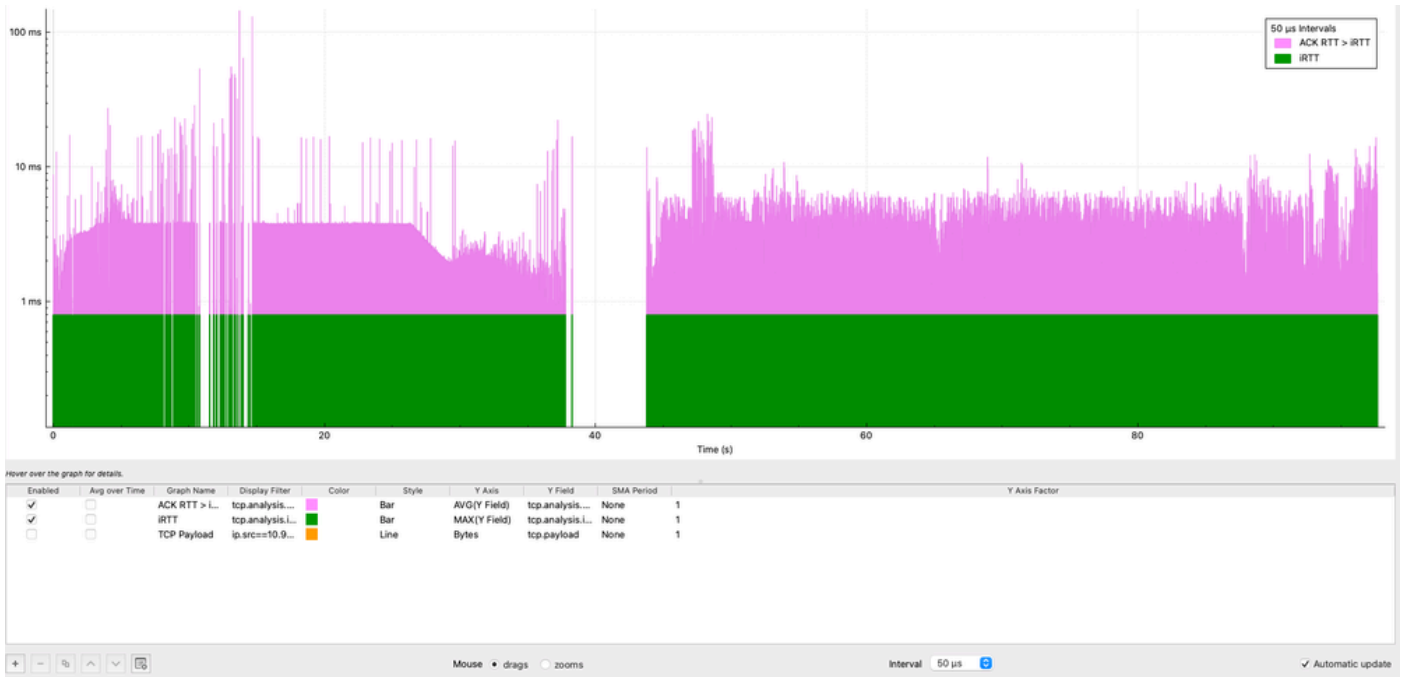 50 µs Intervals
ACK RTT > iRTT
iRTT
100 ms
10 ms
1 ms
0 20 40 60 80
Time (s)
Hover over the graph for details.
Enabled Avg over Time Graph Name Display Filter Color Style Y Axis Y Field SMA Period Y Axis Factor
ACK RTT > i... tcp.analysis.... Bar AVG(Y Field) tcp.analysis.... None 1
iRTT tcp.analysis.i... Bar MAX(Y Field) tcp.analysis.i... None 1
TCP Payload ip.src==10.9... Line Bytes tcp.payload None 1
Mouse drags zooms Interval 50 µs Automatic update